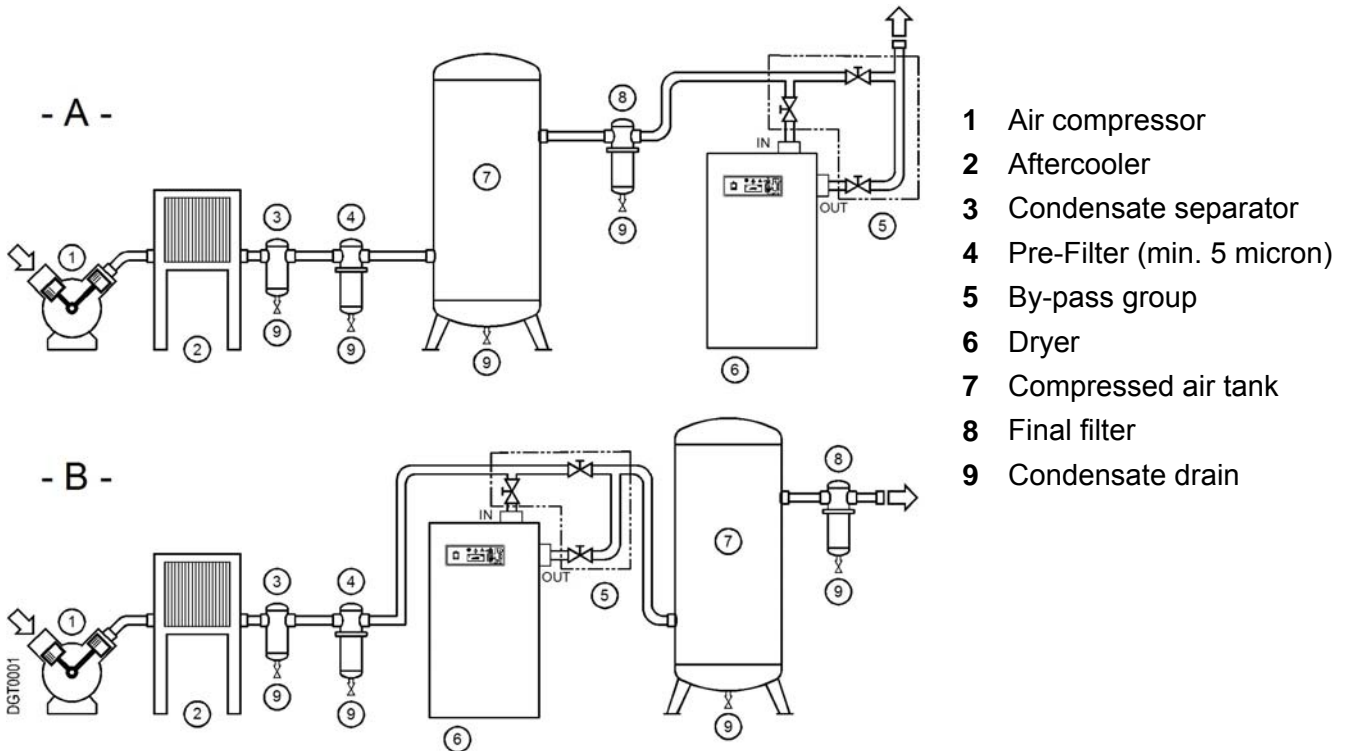 - A -
1
2
3
9
4
9
7
9
8
9
IN
OUT
5
6
- B -
1
2
3
9
4
9
IN
OUT
5
6
7
9
8
9
DGT0001
1 Air compressor
2 Aftercooler
3 Condensate separator
4 Pre-Filter (min. 5 micron)
5 By-pass group
6 Dryer
7 Compressed air tank
8 Final filter
9 Condensate drain